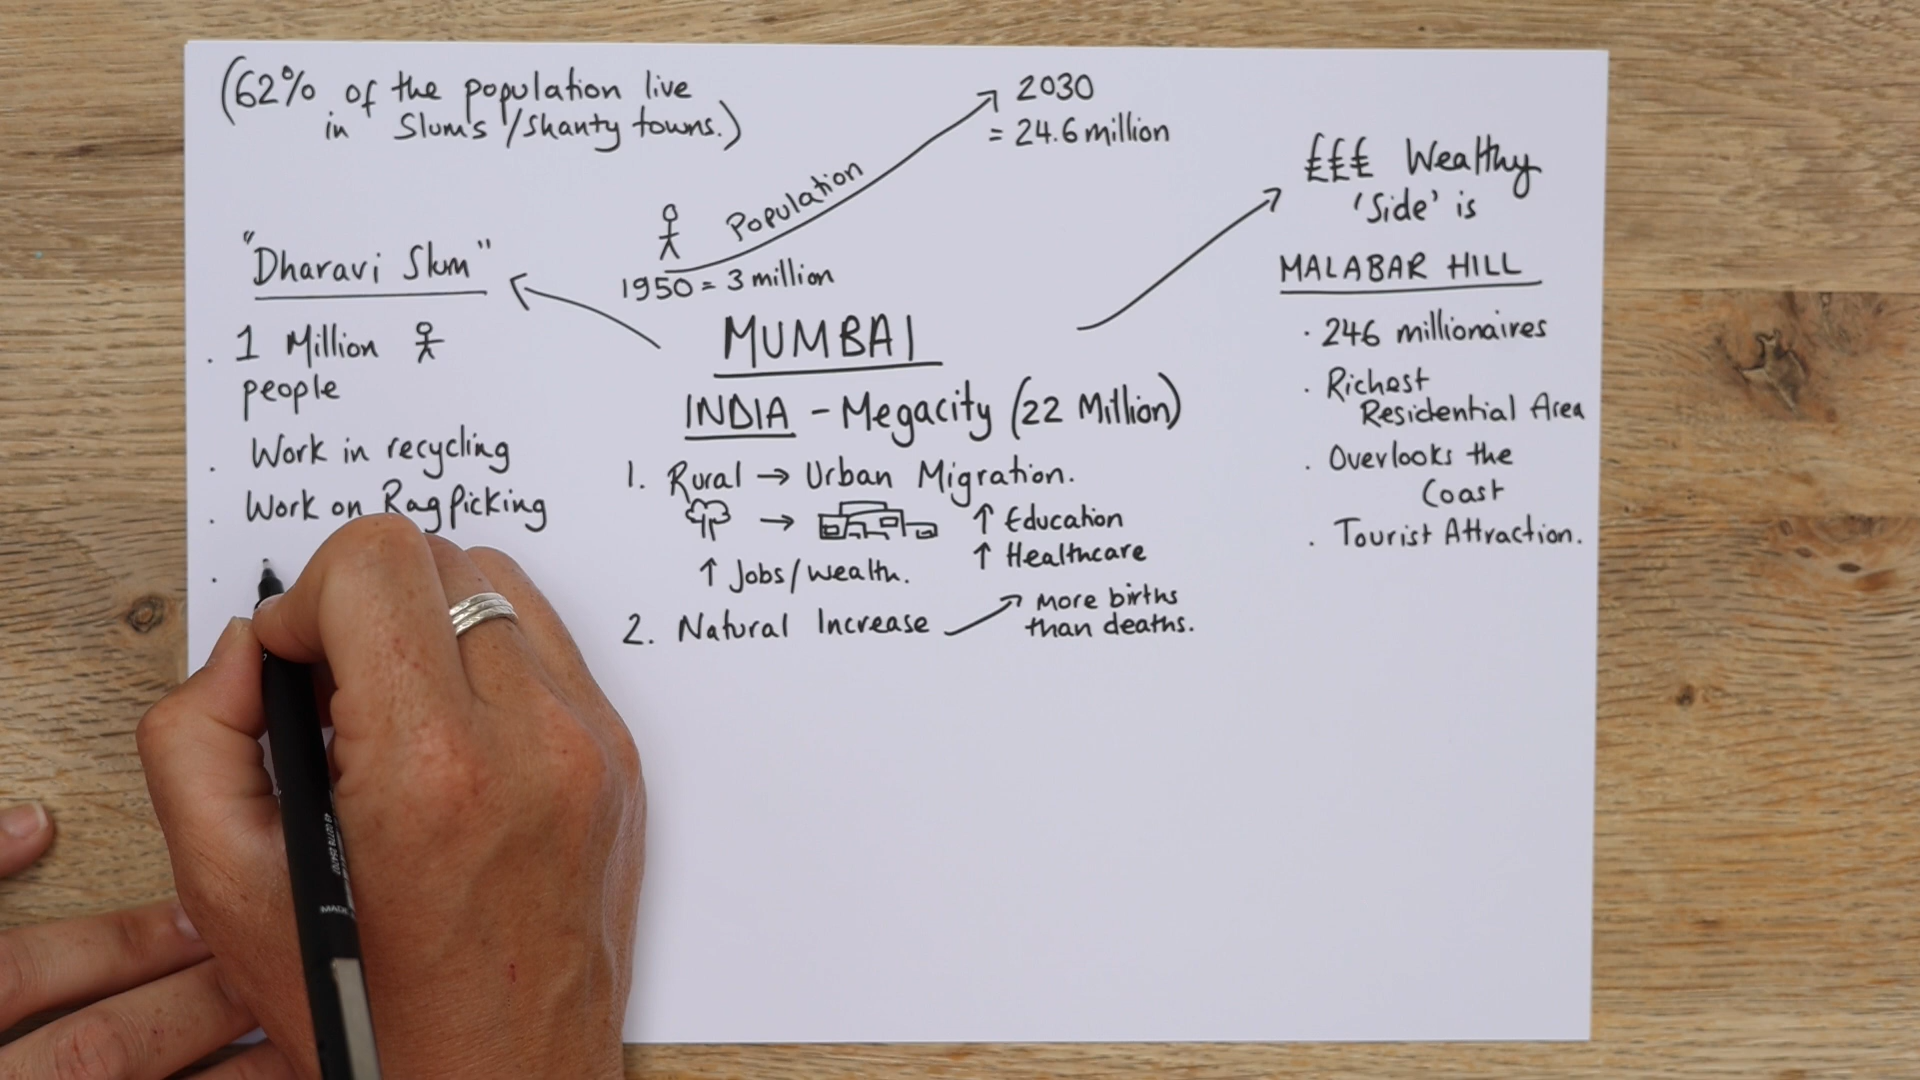 (62% of the population live
in Slums/Shanty towns.)
2030
= 24.6 million
Population
1950 = 3 million
"Dharavi Slum"
. 1 Million
people
. Work in recycling
. Work on Rag Picking
.
MUMBAI
INDIA - Megacity (22 Million)
1. Rural → Urban Migration.
→
↑ Education
↑ Healthcare
↑ Jobs/wealth.
2. Natural Increase
More births
than deaths.
£££ Wealthy
'Side' is
MALABAR HILL
· 246 millionaires
. Richest
Residential Area
. Overlooks the
Coast
. Tourist Attraction.